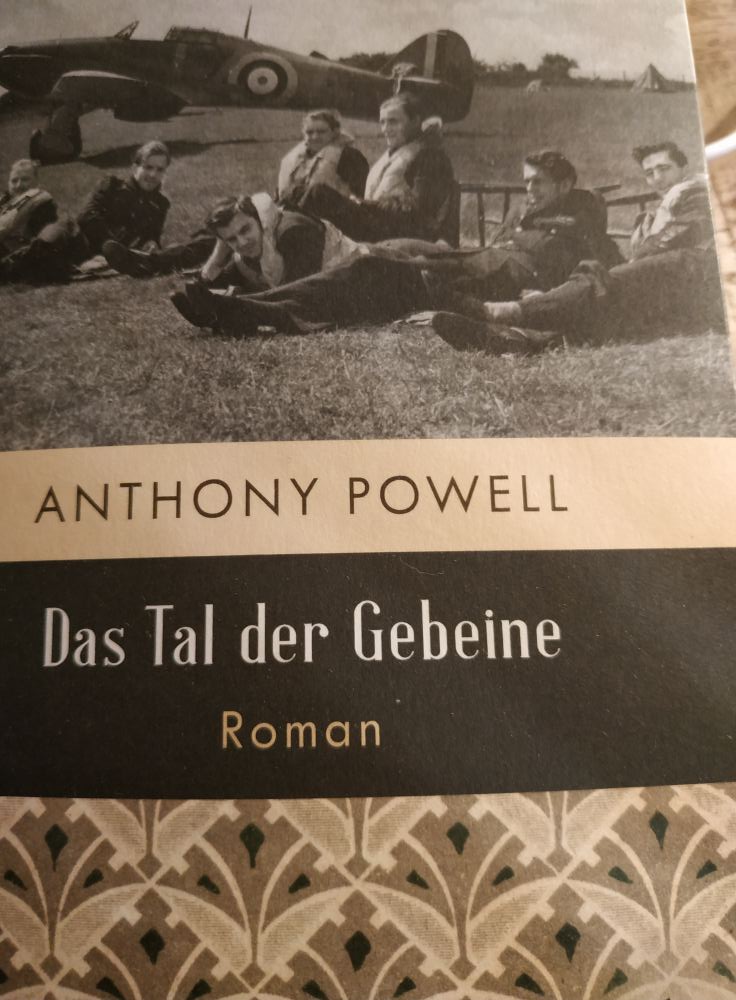 ANTHONY POWELL
Das Tal der Gebeine
Roman